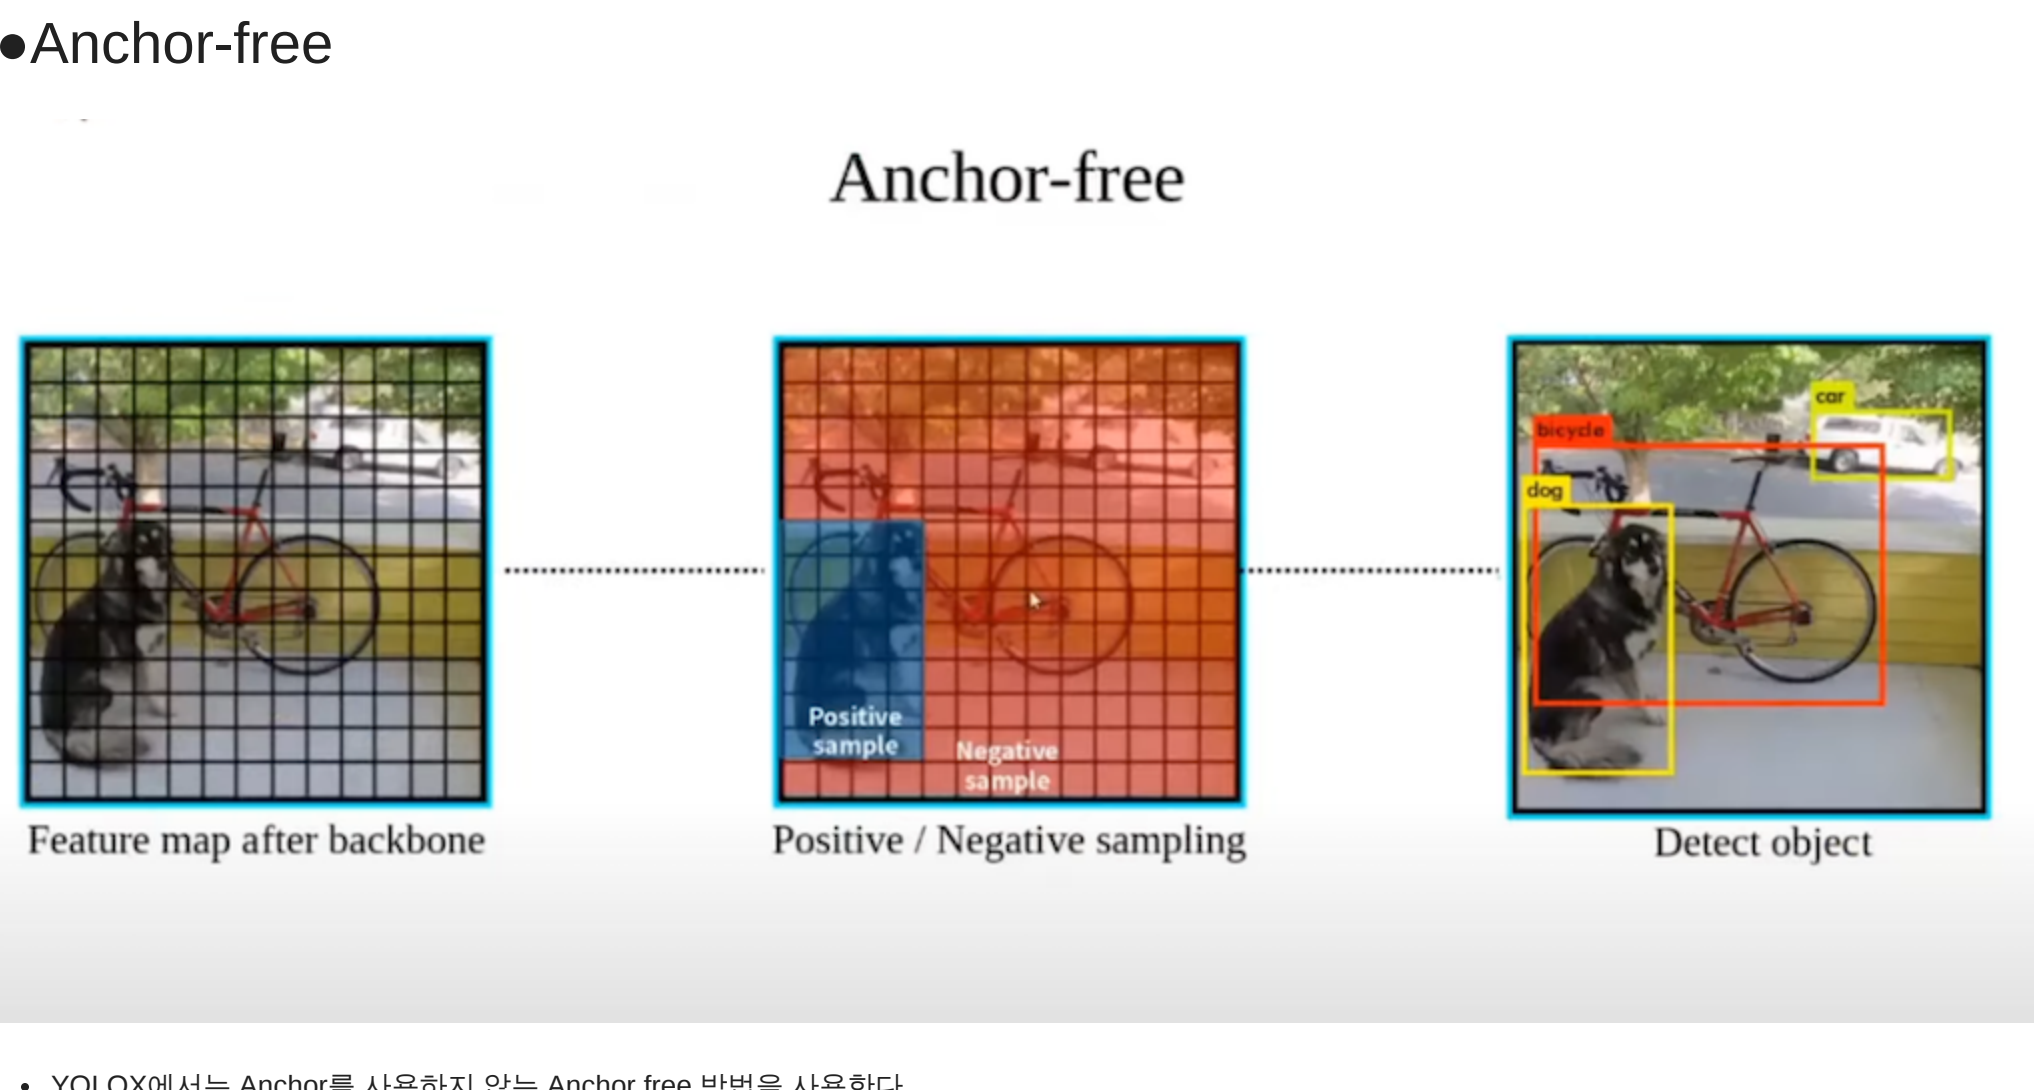 ●Anchor-free
Anchor-free
car
bicycle
dog
Positive
sample
Negative
sample
Feature map after backbone
Positive / Negative sampling
Detect object
• YOLOX에서는 Anchor를 사용하지 않는 Anchor free 방법을 사용한다